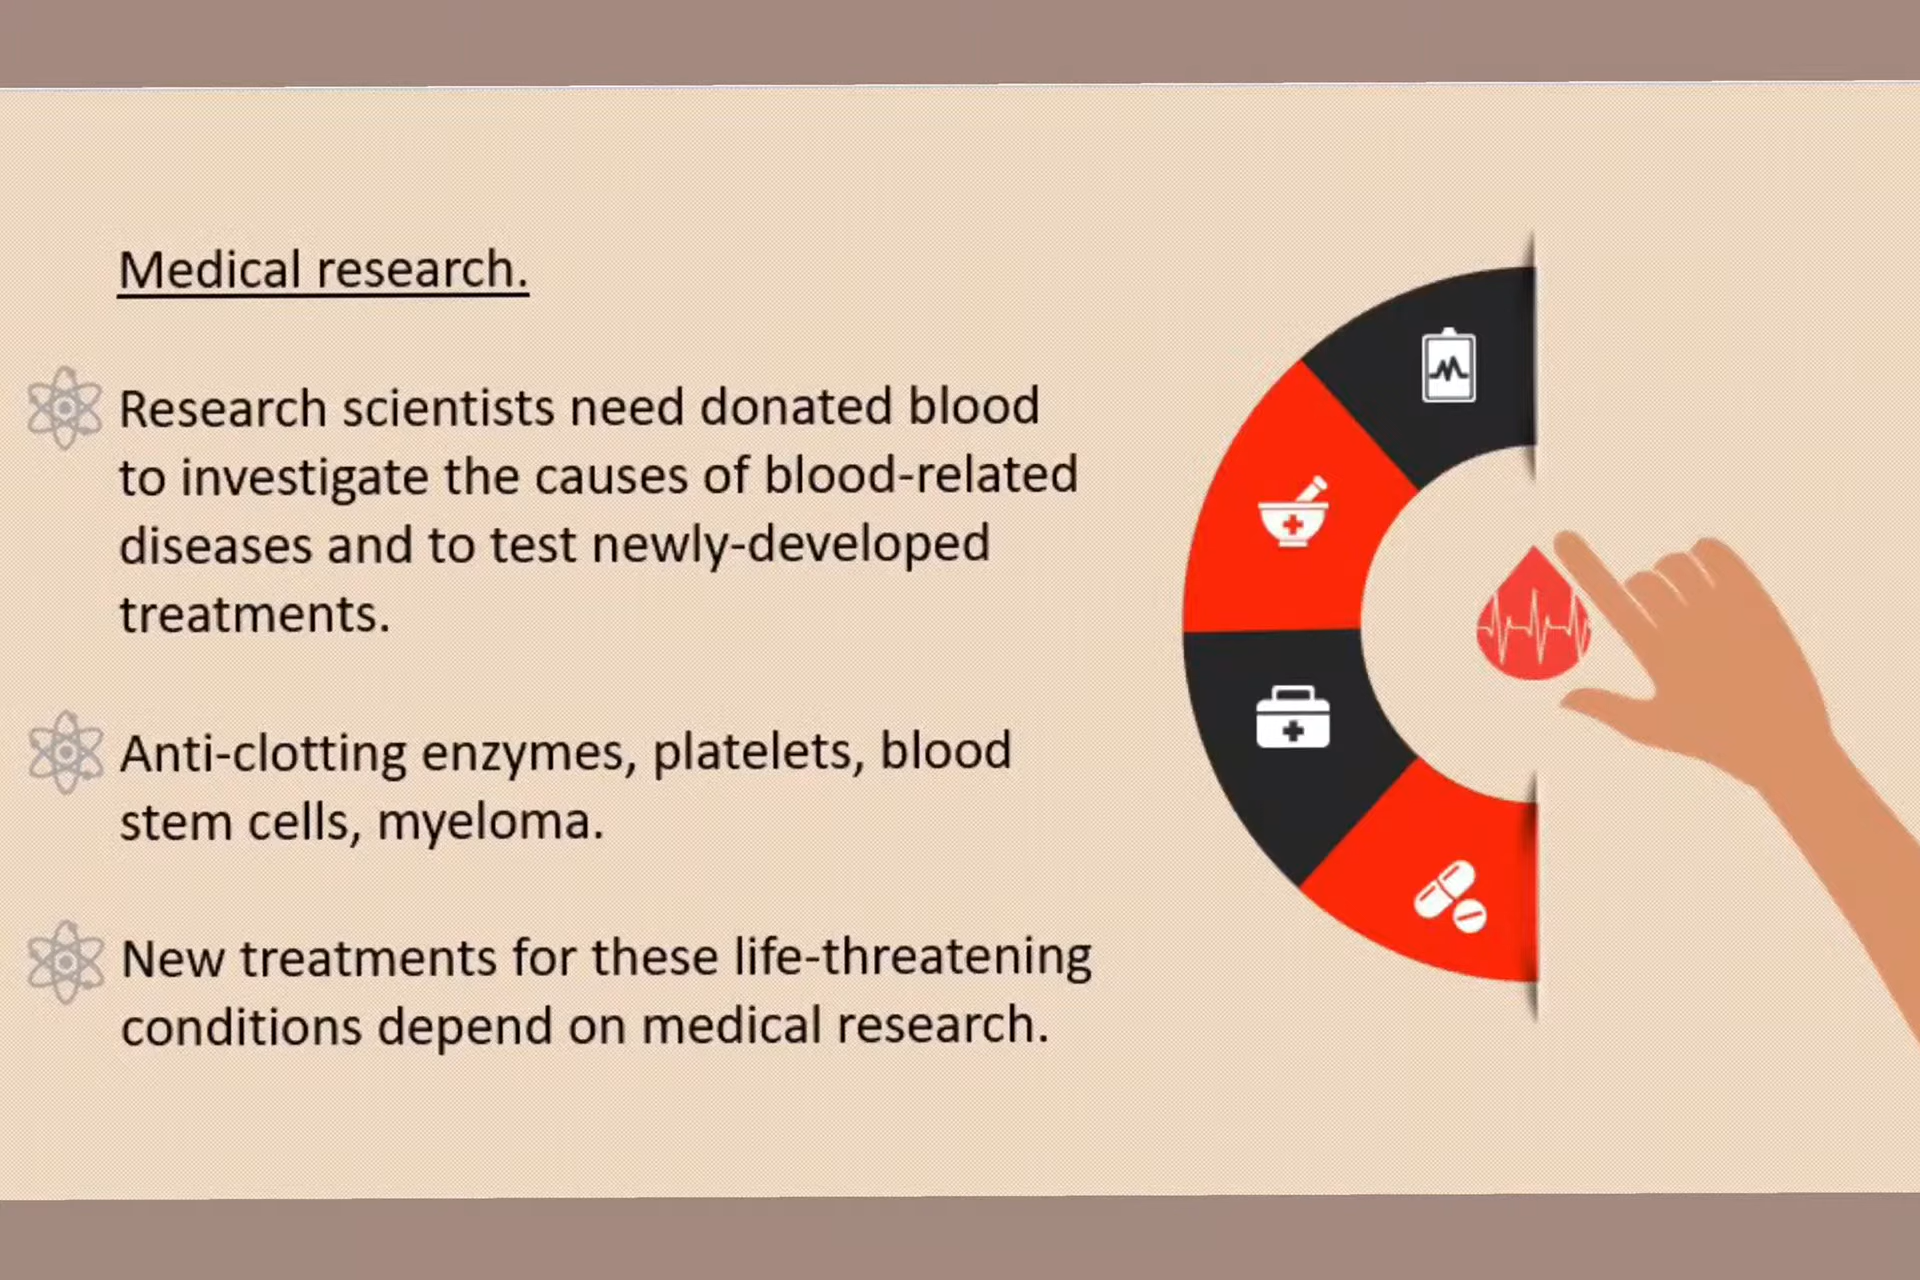 Medical research.
Research scientists need donated blood
to investigate the causes of blood-related
diseases and to test newly-developed
treatments.
Anti-clotting enzymes, platelets, blood
stem cells, myeloma.
New treatments for these life-threatening
conditions depend on medical research.